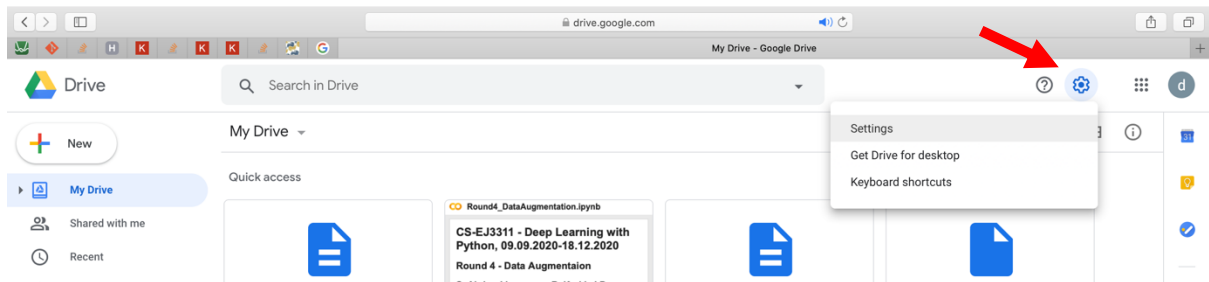 drive.google.com
H K K K G
My Drive - Google Drive
Drive
Search in Drive
d
New
My Drive
Settings
31
Get Drive for desktop
Quick access
My Drive
Keyboard shortcuts
Shared with me
Round4_DataAugmentation.ipynb
CS-EJ3311 - Deep Learning with
Python, 09.09.2020-18.12.2020
Recent
Round 4 - Data Augmentaion